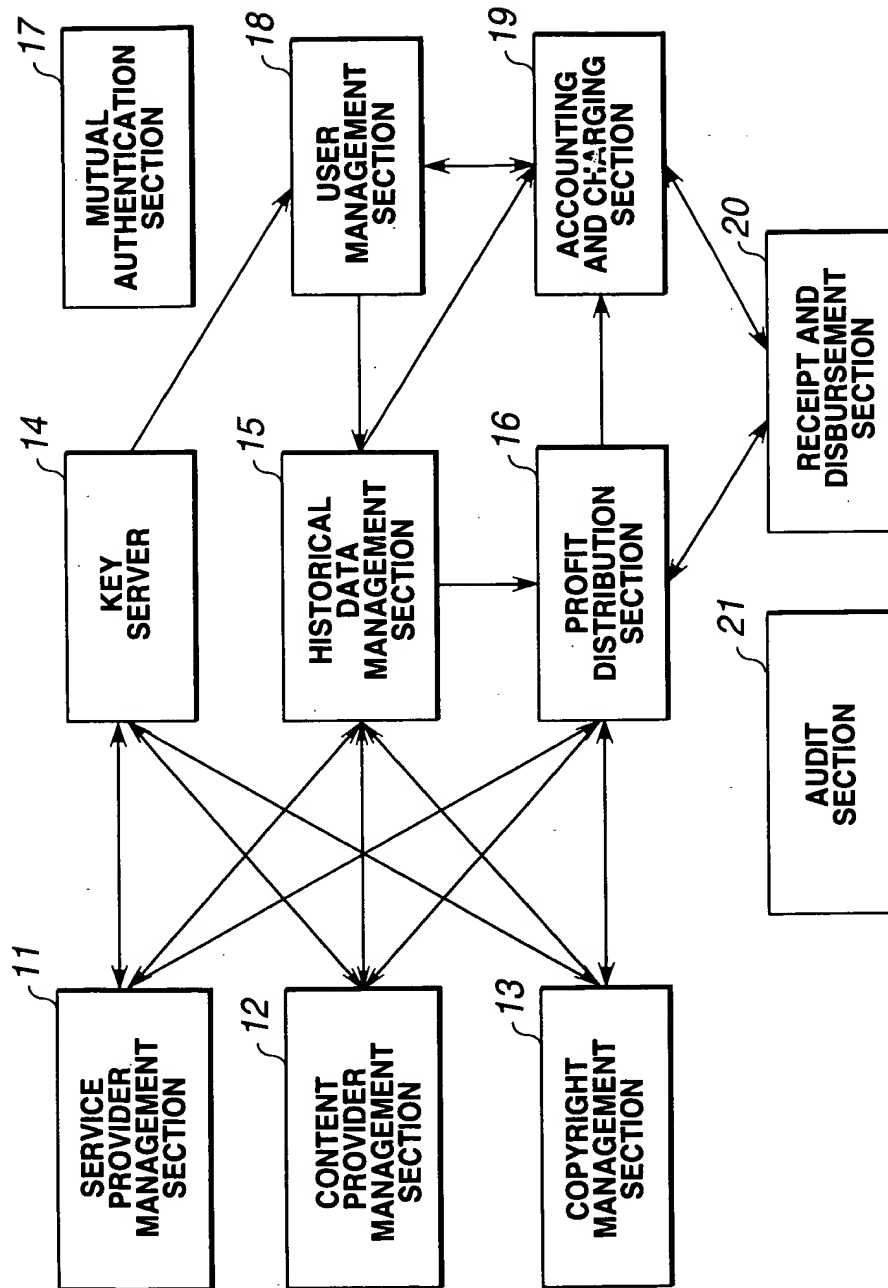 11
SERVICE
PROVIDER
MANAGEMENT
SECTION
12
CONTENT
PROVIDER
MANAGEMENT
SECTION
13
COPYRIGHT
MANAGEMENT
SECTION
14
KEY
SERVER
15
HISTORICAL
DATA
MANAGEMENT
SECTION
16
PROFIT
DISTRIBUTION
SECTION
17
MUTUAL
AUTHENTICATION
SECTION
18
USER
MANAGEMENT
SECTION
19
ACCOUNTING
AND CHARGING
SECTION
20
RECEIPT AND
DISBURSEMENT
SECTION
21
AUDIT
SECTION